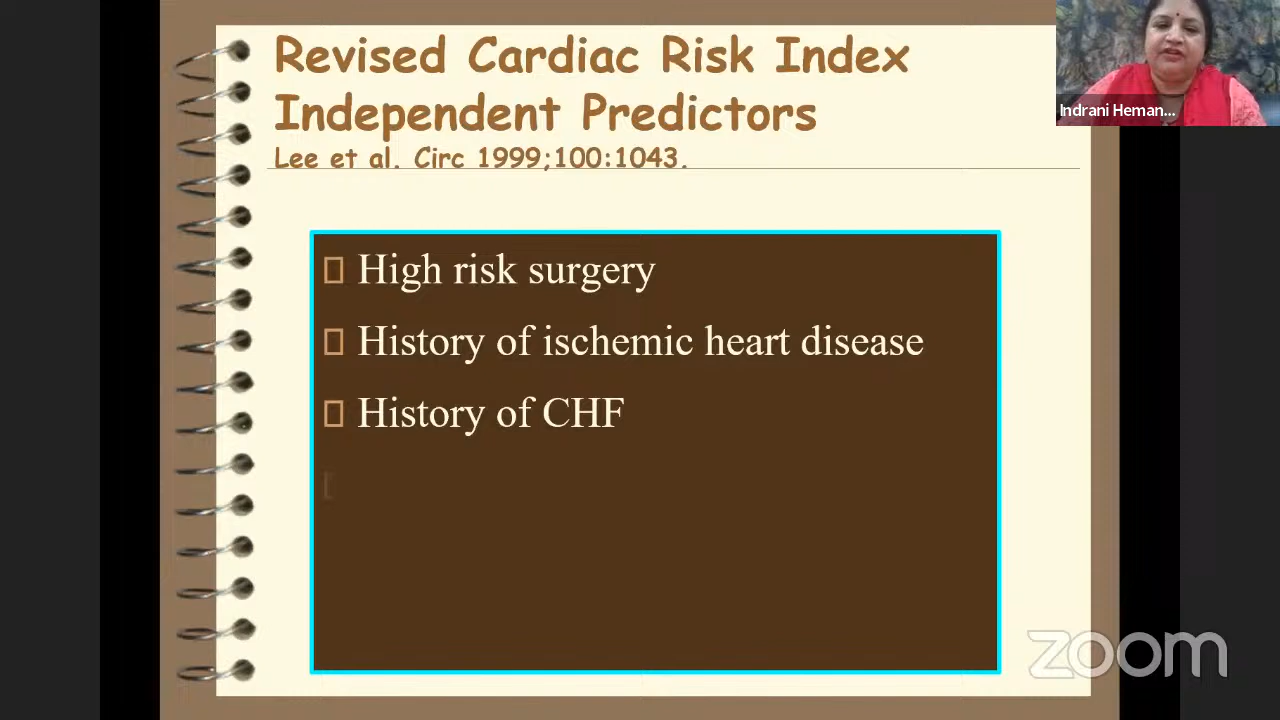 Revised Cardiac Risk Index
Independent Predictors
Lee et al. Circ 1999;100:1043.
High risk surgery
History of ischemic heart disease
History of CHF
Indrani Heman...
zoom